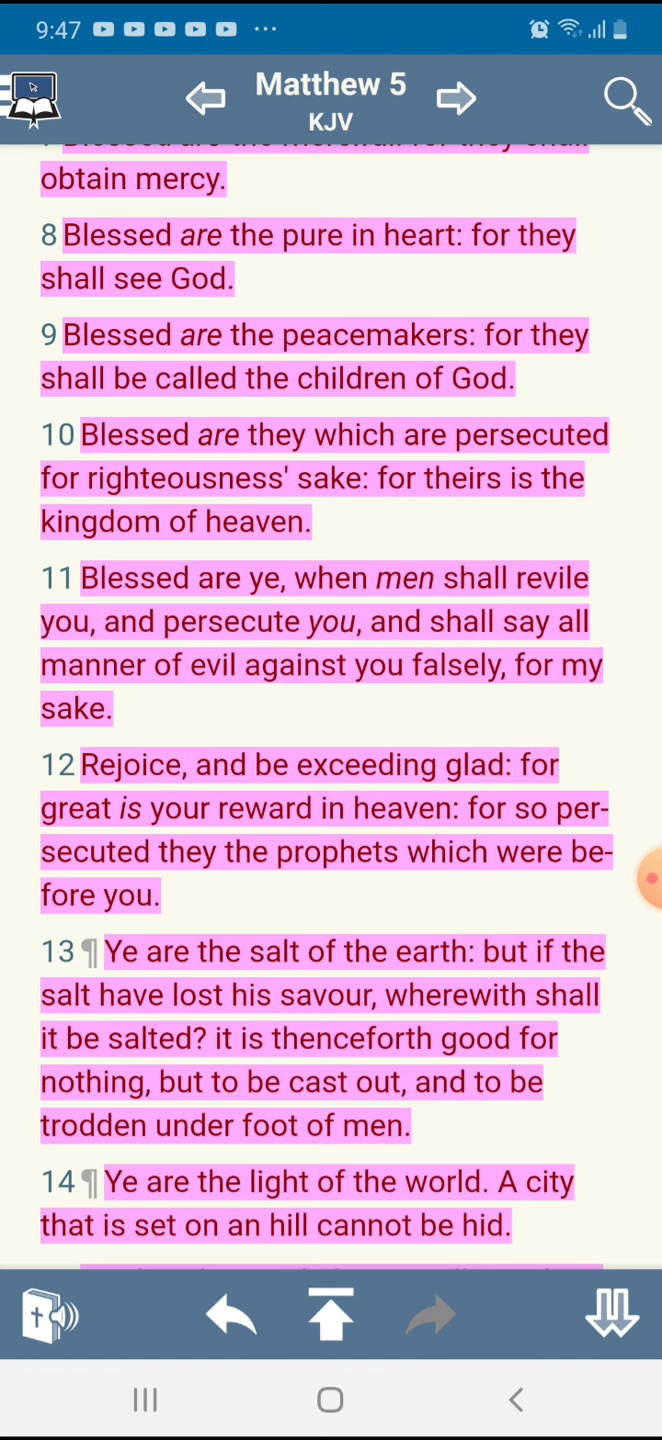 9:47
Matthew 5
KJV
obtain mercy.
8 Blessed are the pure in heart: for they
shall see God.
9 Blessed are the peacemakers: for they
shall be called the children of God.
10 Blessed are they which are persecuted
for righteousness' sake: for theirs is the
kingdom of heaven.
11 Blessed are ye, when men shall revile
you, and persecute you, and shall say all
manner of evil against you falsely, for my
sake.
12 Rejoice, and be exceeding glad: for
great is your reward in heaven: for so per-
secuted they the prophets which were be-
fore you.
13 ¶ Ye are the salt of the earth: but if the
salt have lost his savour, wherewith shall
it be salted? it is thenceforth good for
nothing, but to be cast out, and to be
trodden under foot of men.
14 ¶ Ye are the light of the world. A city
that is set on an hill cannot be hid.